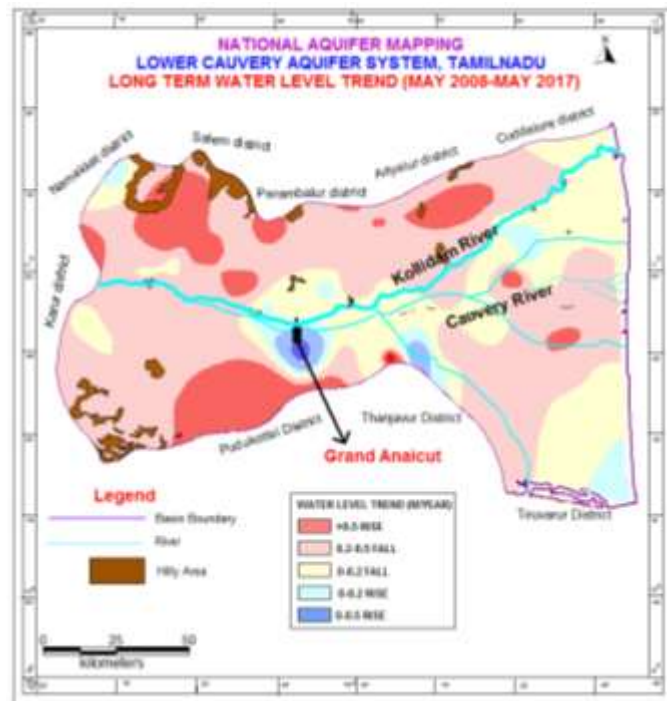 NATIONAL AQUIFER MAPPING
LOWER CAUVERY AQUIFER SYSTEM, TAMILNADU
LONG TERM WATER LEVEL TREND (MAY 2008-MAY 2017)
Namakkal district
Salem district
Perambalur district
Ariyalur district
Cuddalore district
Karur district
Kollidam River
Cauvery River
Pudukottai District
Thanjavur District
Grand Anaicut
Tiruvarur District
Legend
Basin Boundary
River
Hilly Area
0 25 50
kilometers
WATER LEVEL TREND (M/YEAR)
>0.5 RISE
0.2-0.5 FALL
0-0.2 FALL
0-0.2 RISE
0-0.5 RISE